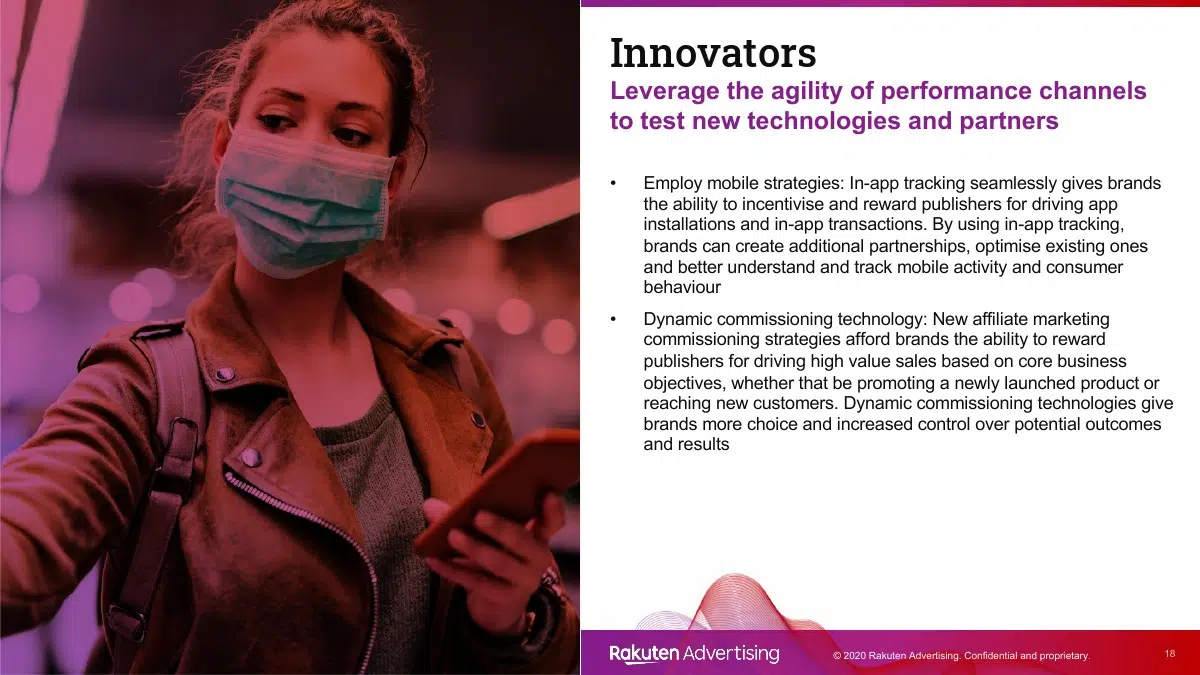 Innovators
Leverage the agility of performance channels
to test new technologies and partners
• Employ mobile strategies: In-app tracking seamlessly gives brands
the ability to incentivise and reward publishers for driving app
installations and in-app transactions. By using in-app tracking,
brands can create additional partnerships, optimise existing ones
and better understand and track mobile activity and consumer
behaviour
• Dynamic commissioning technology: New affiliate marketing
commissioning strategies afford brands the ability to reward
publishers for driving high value sales based on core business
objectives, whether that be promoting a newly launched product or
reaching new customers. Dynamic commissioning technologies give
brands more choice and increased control over potential outcomes
and results
Rakuten Advertising
© 2020 Rakuten Advertising. Confidential and proprietary.
18